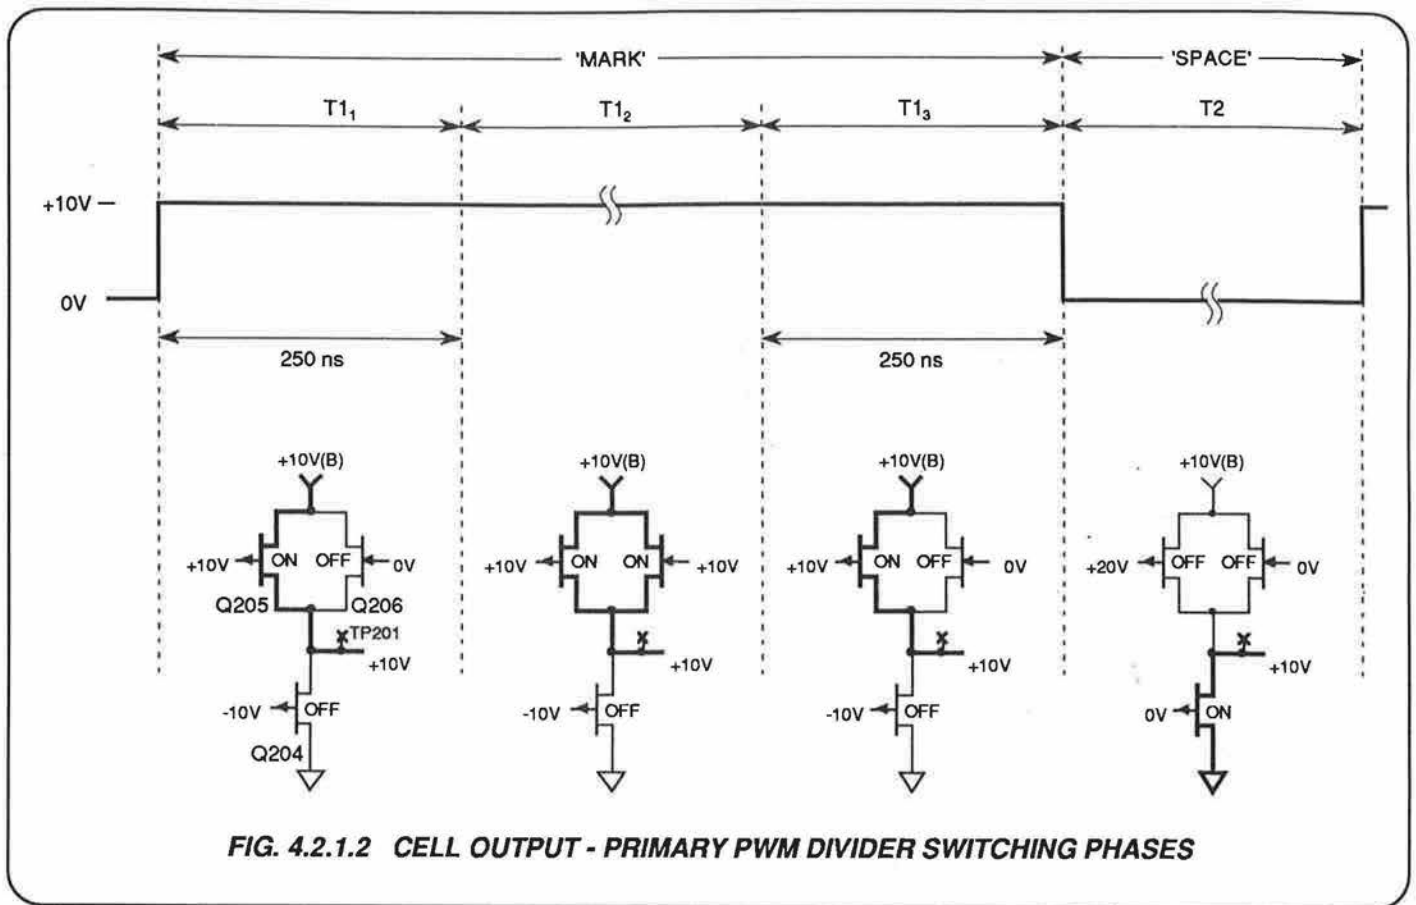 'MARK' 'SPACE'
T1₁ T1₂ T1₃ T2
+10V
0V
250 ns 250 ns
+10V(B) +10V(B) +10V(B) +10V(B)
+10V ON OFF 0V +10V ON ON +10V +10V ON OFF 0V +20V OFF OFF 0V
Q205 Q206
TP201
+10V +10V +10V +10V
-10V OFF -10V OFF -10V OFF 0V ON
Q204
FIG. 4.2.1.2 CELL OUTPUT - PRIMARY PWM DIVIDER SWITCHING PHASES